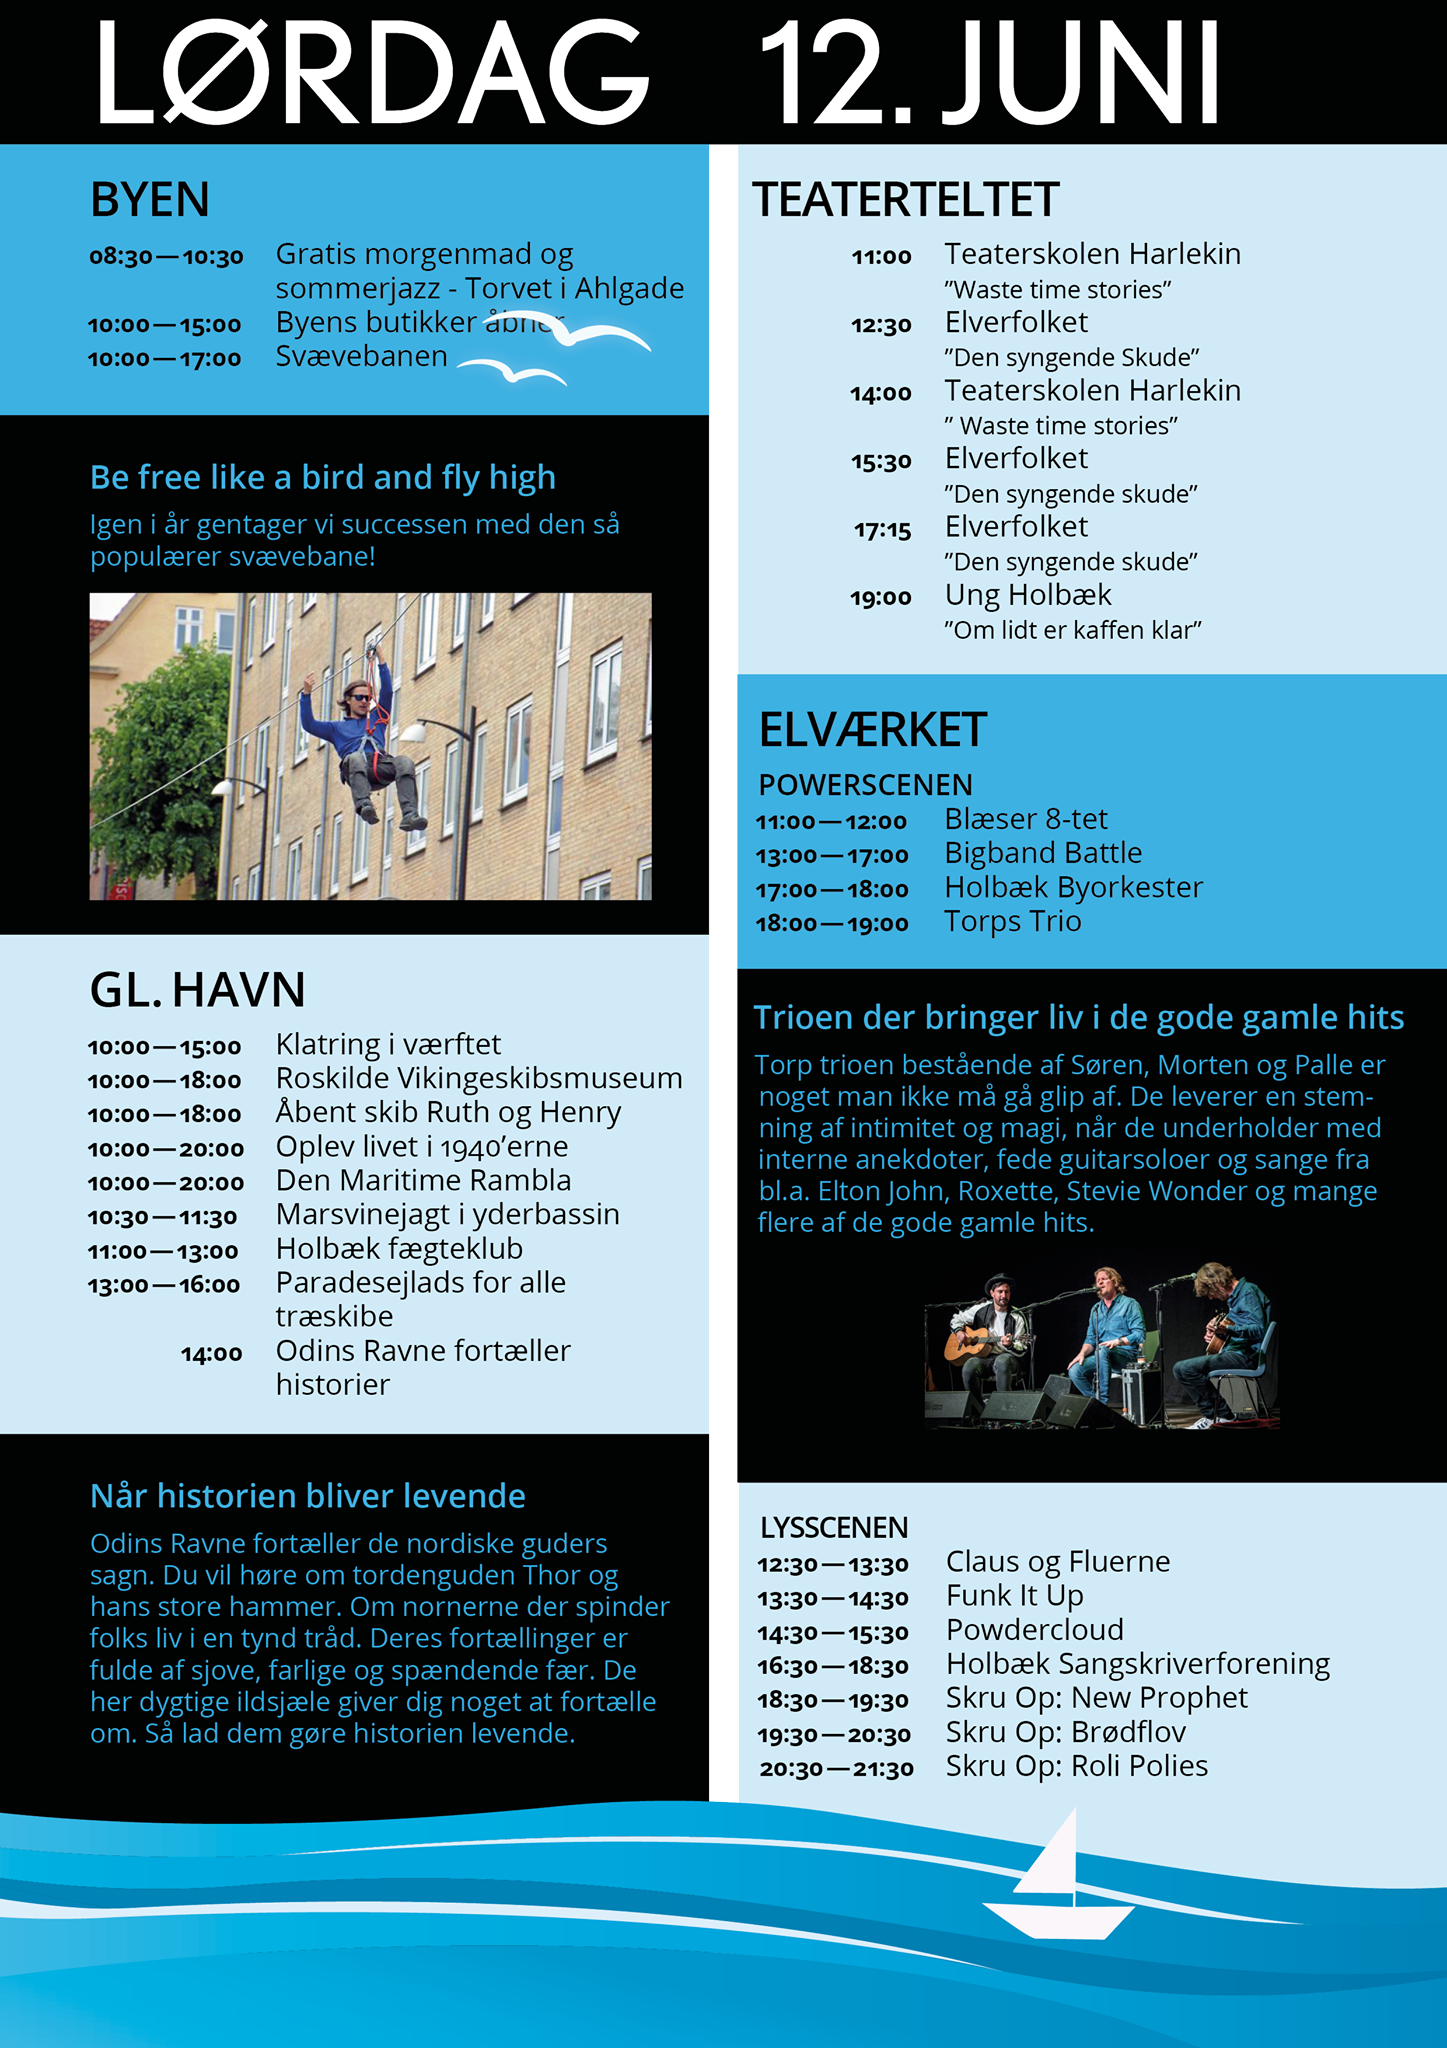 LØRDAG 12. JUNI
BYEN
08:30—10:30 Gratis morgenmad og
sommerjazz - Torvet i Ahlgade
10:00—15:00 Byens butikker åbner
10:00—17:00 Svævebanen
Be free like a bird and fly high
Igen i år gentager vi successen med den så
populærer svævebane!
GL. HAVN
10:00—15:00 Klatring i værftet
10:00—18:00 Roskilde Vikingeskibsmuseum
10:00—18:00 Åbent skib Ruth og Henry
10:00—20:00 Oplev livet i 1940’erne
10:00—20:00 Den Maritime Rambla
10:30—11:30 Marsvinejagt i yderbassin
11:00—13:00 Holbæk fægteklub
13:00—16:00 Paradesejlads for alle
træskibe
14:00 Odins Ravne fortæller
historier
Når historien bliver levende
Odins Ravne fortæller de nordiske guders
sagn. Du vil høre om tordenguden Thor og
hans store hammer. Om nornerne der spinder
folks liv i en tynd tråd. Deres fortællinger er
fulde af sjove, farlige og spændende fær. De
her dygtige ildsjæle giver dig noget at fortælle
om. Så lad dem gøre historien levende.
TEATERTELTET
11:00 Teaterskolen Harlekin
”Waste time stories”
12:30 Elverfolket
”Den syngende Skude”
14:00 Teaterskolen Harlekin
” Waste time stories”
15:30 Elverfolket
”Den syngende skude”
17:15 Elverfolket
”Den syngende skude”
19:00 Ung Holbæk
”Om lidt er kaffen klar”
ELVÆRKET
POWERSCENEN
11:00—12:00 Blæser 8-tet
13:00—17:00 Bigband Battle
17:00—18:00 Holbæk Byorkester
18:00—19:00 Torps Trio
Trioen der bringer liv i de gode gamle hits
Torp trioen bestående af Søren, Morten og Palle er
noget man ikke må gå glip af. De leverer en stem-
ning af intimitet og magi, når de underholder med
interne anekdoter, fede guitarsoloer og sange fra
bl.a. Elton John, Roxette, Stevie Wonder og mange
flere af de gode gamle hits.
LYSSCENEN
12:30—13:30 Claus og Fluerne
13:30—14:30 Funk It Up
14:30—15:30 Powdercloud
16:30—18:30 Holbæk Sangskriverforening
18:30—19:30 Skru Op: New Prophet
19:30—20:30 Skru Op: Brødflov
20:30—21:30 Skru Op: Roli Polies